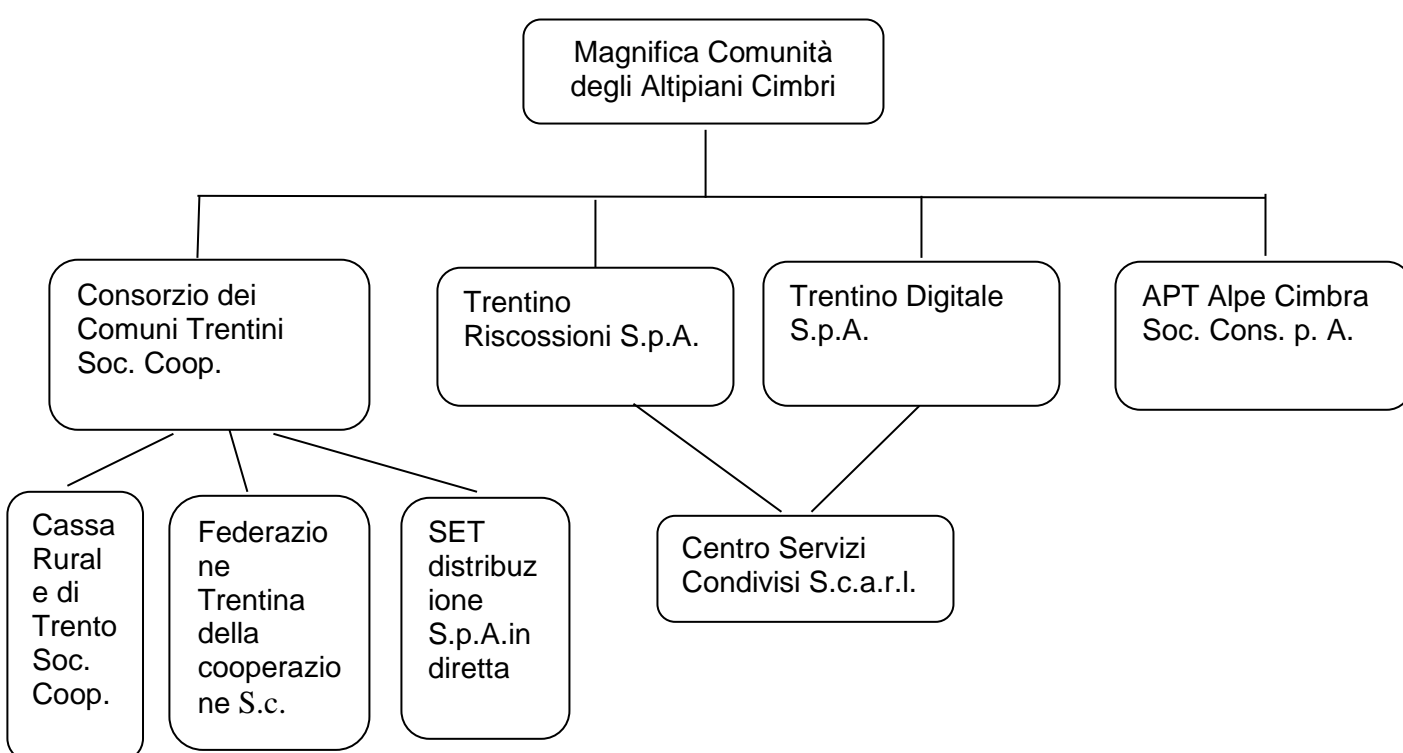 Magnifica Comunità
degli Altipiani Cimbri
Consorzio dei
Comuni Trentini
Soc. Coop.
Trentino
Riscossioni S.p.A.
Trentino Digitale
S.p.A.
APT Alpe Cimbra
Soc. Cons. p. A.
Cassa
Rural
e di
Trento
Soc.
Coop.
Federazio
ne
Trentina
della
cooperazio
ne S.c.
SET
distribuz
ione
S.p.A.in
diretta
Centro Servizi
Condivisi S.c.a.r.l.